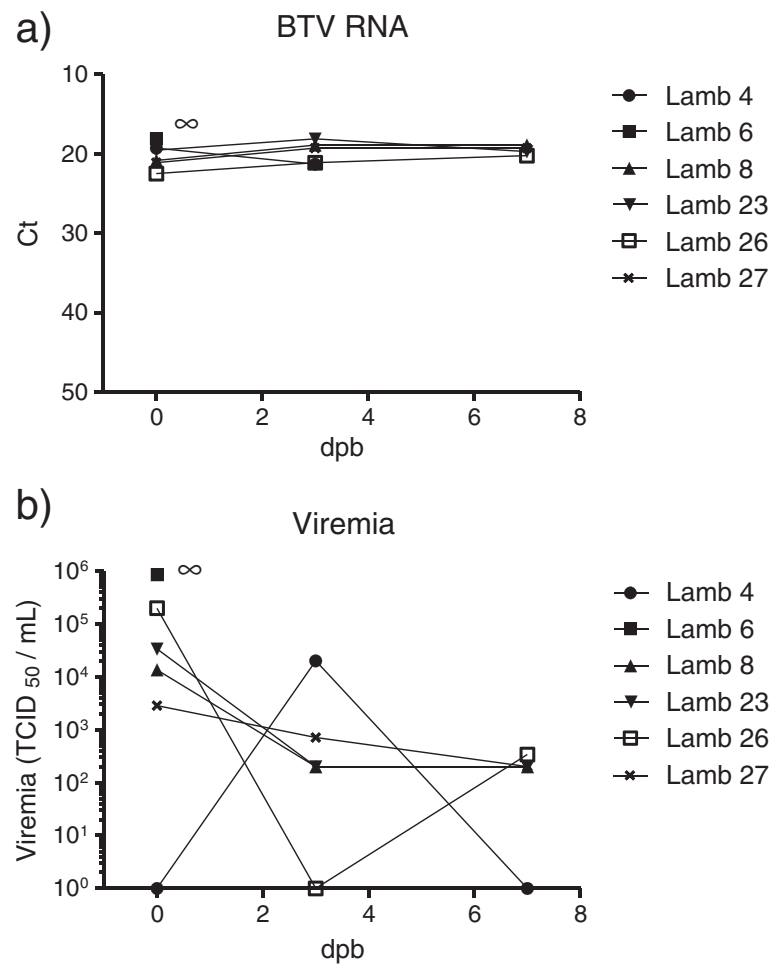 a)
BTV RNA
10
20
30
40
50
Ct
∞
0 2 4 6 8
dpb
Lamb 4
Lamb 6
Lamb 8
Lamb 23
Lamb 26
Lamb 27
b)
Viremia
10⁶
10⁵
10⁴
10³
10²
10¹
10⁰
Viremia (TCID 50 / mL)
∞
0 2 4 6 8
dpb
Lamb 4
Lamb 6
Lamb 8
Lamb 23
Lamb 26
Lamb 27